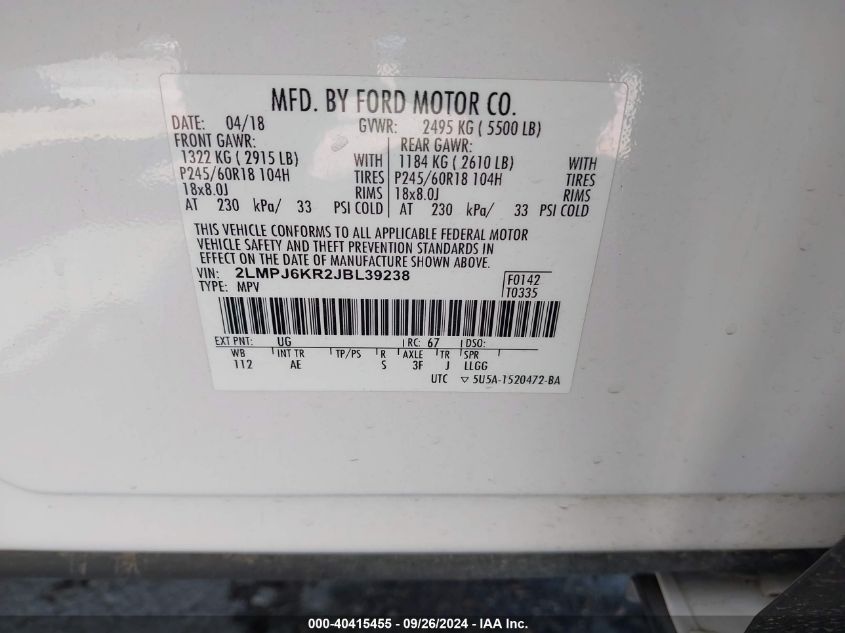 MFD. BY FORD MOTOR CO.
DATE: 04/18 GVWR: 2495 KG ( 5500 LB)
FRONT GAWR: REAR GAWR:
1322 KG ( 2915 LB) WITH 1184 KG ( 2610 LB) WITH
P245/60R18 104H TIRES P245/60R18 104H TIRES
18x8.0J RIMS 18x8.0J RIMS
AT 230 kPa/ 33 PSI COLD AT 230 kPa/ 33 PSI COLD
THIS VEHICLE CONFORMS TO ALL APPLICABLE FEDERAL MOTOR
VEHICLE SAFETY AND THEFT PREVENTION STANDARDS IN
EFFECT ON THE DATE OF MANUFACTURE SHOWN ABOVE.
VIN: 2LMPJ6KR2JBL39238 F0142
TYPE: MPV T0335
EXT PNT: UG RC: 67 DSO:
WB INT TR TP/PS R AXLE TR SPR
112 AE S 3F J LLGG
UTC ▽ 5U5A-1520472-BA
000-40415455 - 09/26/2024 - IAA Inc.